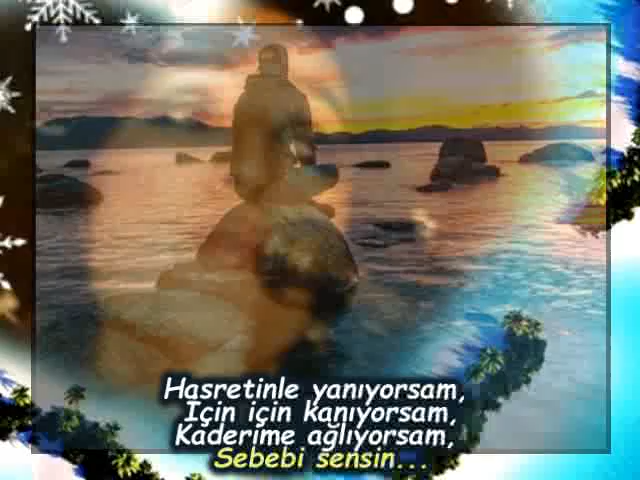 Hasretinle yanıyorsam,
İçin için kanıyorsam,
Kaderime ağlıyorsam,
Sebebi sensin...